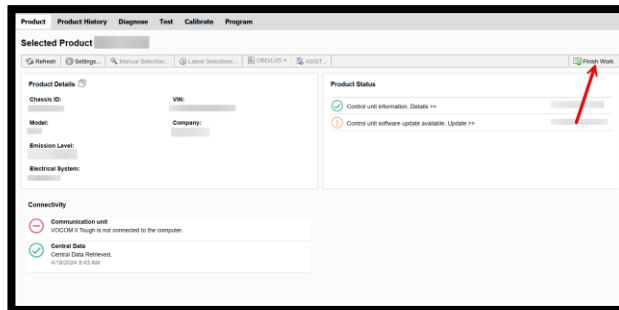 Product Product History Diagnose Test Calibrate Program
Selected Product
Refresh Settings... Manual Selection... Latest Selections... OBD/LVD ASIST... Finish Work
Product Details
Chassis ID: VIN:
Model: Company:
Emission Level:
Electrical System:
Product Status
Control unit information. Details >>
Control unit software update available. Update >>
Connectivity
Communication unit
VOCOM II Tough is not connected to the computer.
Central Data
Central Data Retrieved.
4/18/2024 9:43 AM